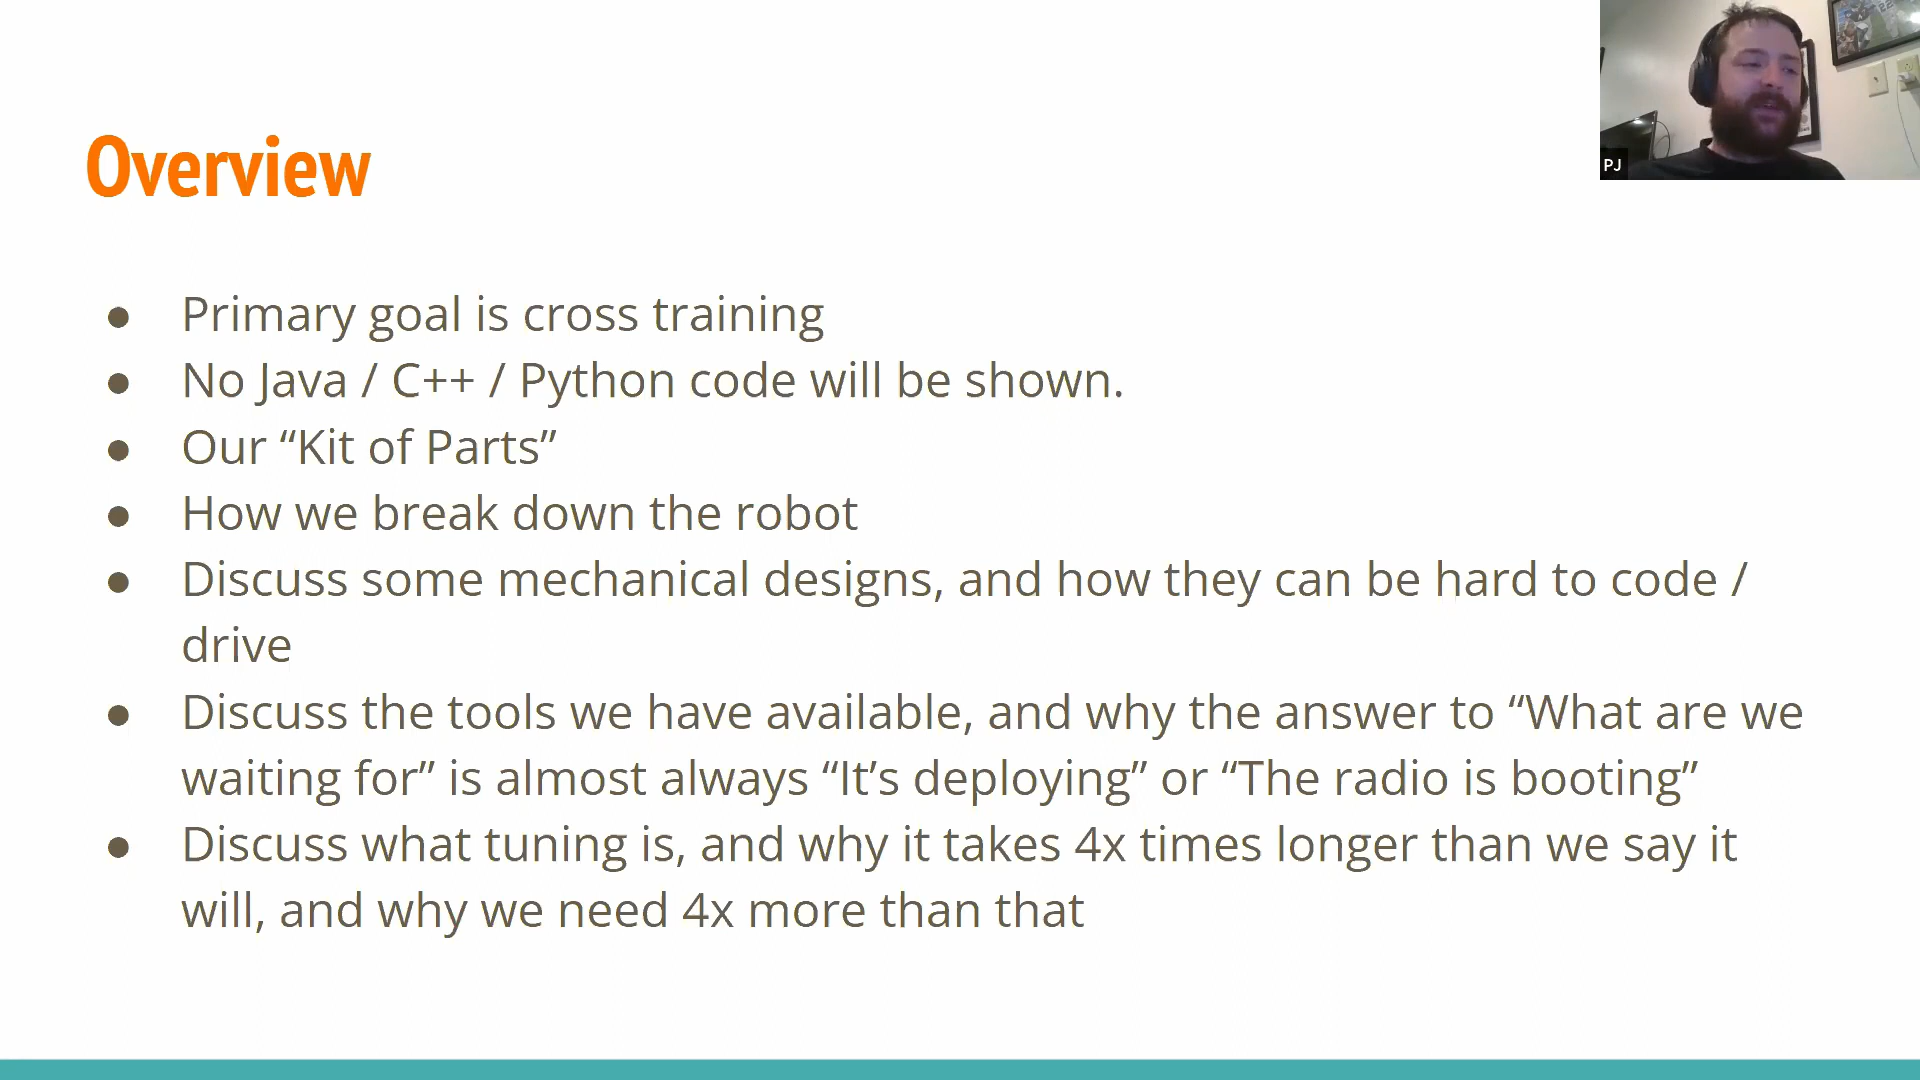 Overview
PJ
● Primary goal is cross training
● No Java / C++ / Python code will be shown.
● Our “Kit of Parts”
● How we break down the robot
● Discuss some mechanical designs, and how they can be hard to code /
drive
● Discuss the tools we have available, and why the answer to “What are we
waiting for” is almost always “It’s deploying” or “The radio is booting”
● Discuss what tuning is, and why it takes 4x times longer than we say it
will, and why we need 4x more than that